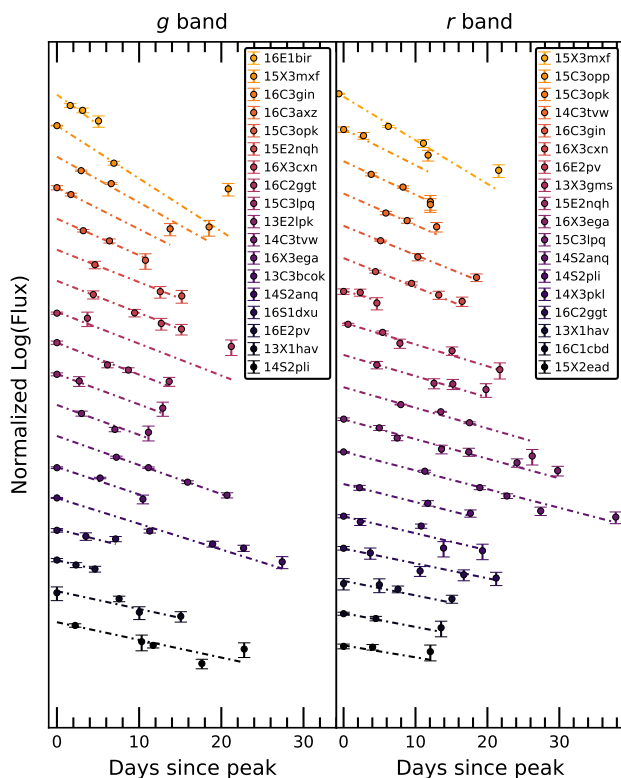 g band
r band
Normalized Log(Flux)
16E1bir
15X3mxf
16C3gin
16C3axz
15C3opk
15E2nqh
16X3cxn
16C2ggt
15C3lpq
13E2lpk
14C3tvw
16X3ega
13C3bcok
14S2anq
16S1dxu
16E2pv
13X1hav
14S2pli
15X3mxf
15C3opp
15C3opk
14C3tvw
16C3gin
16X3cxn
16E2pv
13X3gms
15E2nqh
16X3ega
15C3lpq
14S2anq
14S2pli
14X3pkl
16C2ggt
13X1hav
16C1cbd
15X2ead
0 10 20 30
0 10 20 30
Days since peak
Days since peak